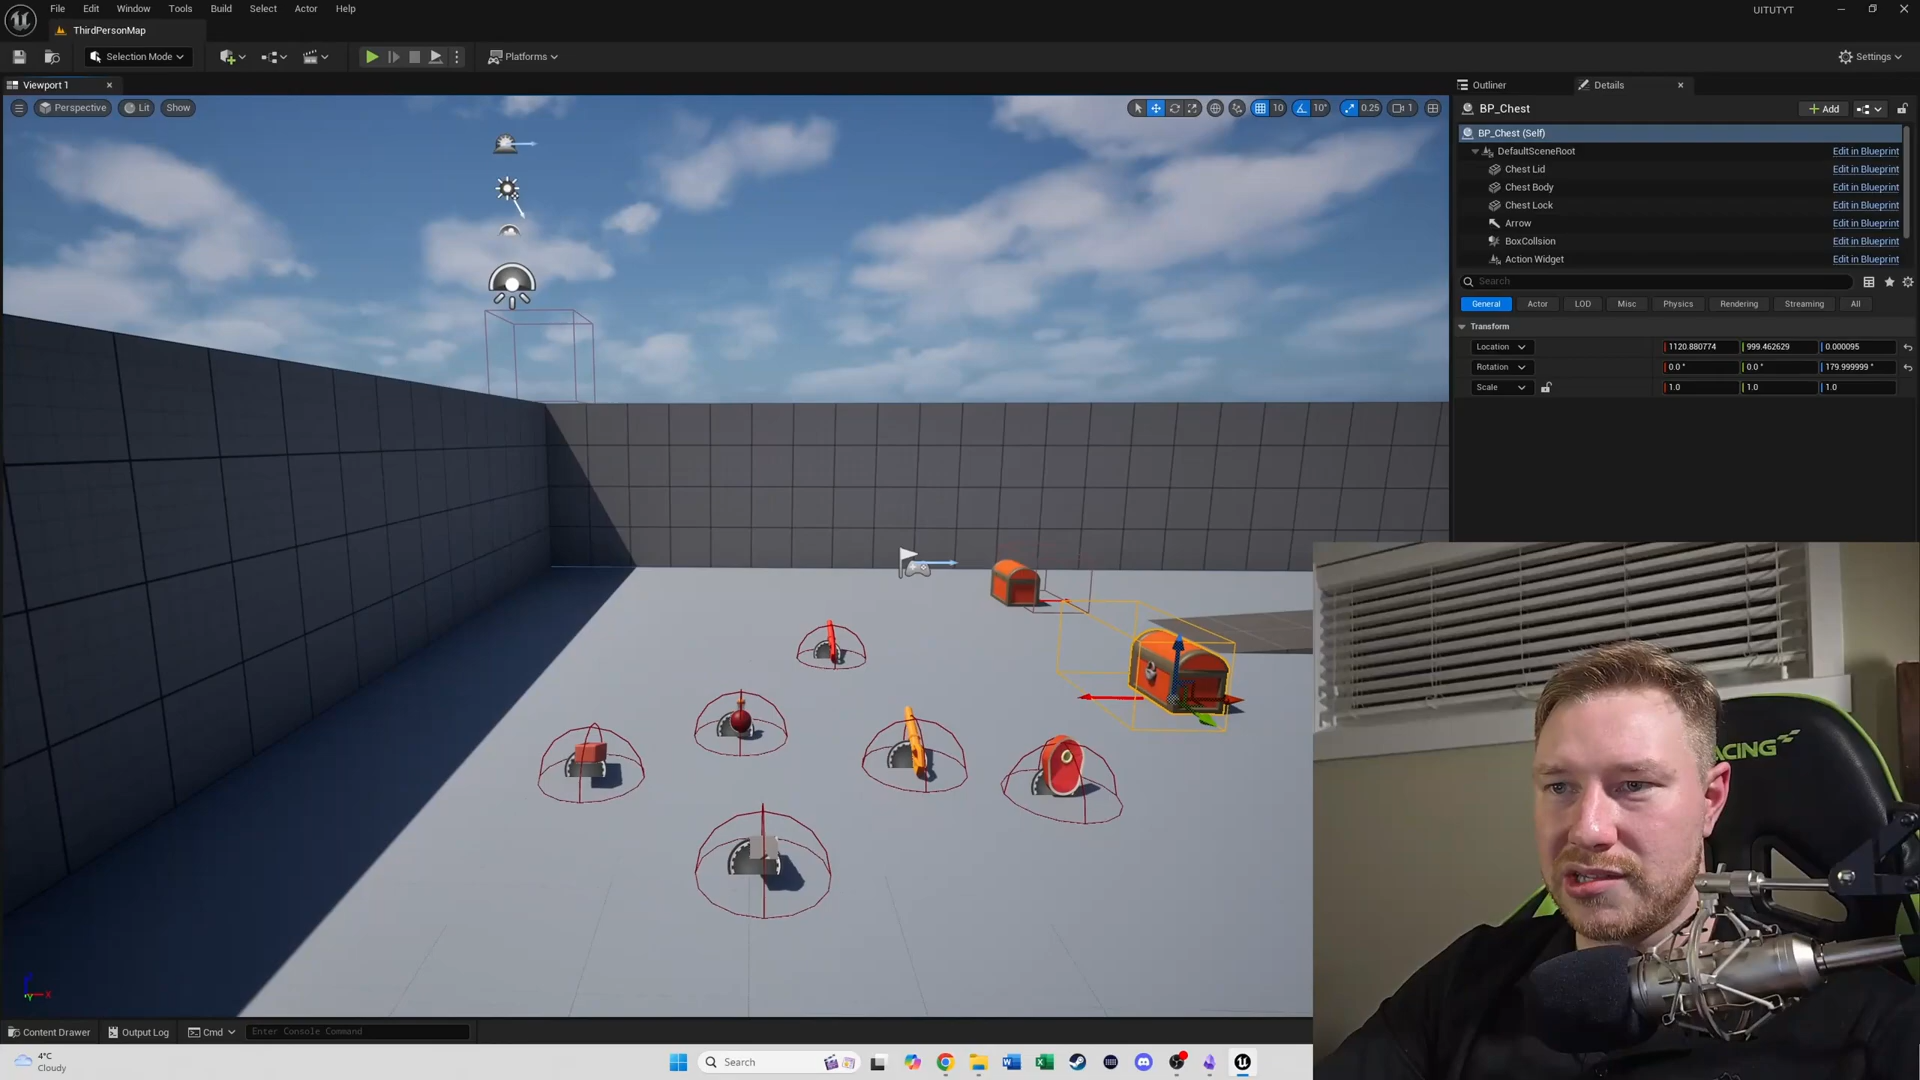 File Edit Window Tools Build Select Actor Help
UITUTYT
ThirdPersonMap
Selection Mode
Platforms
Settings
Viewport 1
Outliner
Details
Perspective
Lit
Show
10
10°
0.25
1
BP_Chest
Add
BP_Chest (Self)
DefaultSceneRoot Edit in Blueprint
Chest Lid Edit in Blueprint
Chest Body Edit in Blueprint
Chest Lock Edit in Blueprint
Arrow Edit in Blueprint
BoxCollsion Edit in Blueprint
Action Widget Edit in Blueprint
Search
General Actor LOD Misc Physics Rendering Streaming All
Transform
Location 1120.880774 999.462629 0.000095
Rotation 0.0 ° 0.0 ° 179.999999 °
Scale 1.0 1.0 1.0
ACING
Content Drawer
Output Log
Cmd
Enter Console Command
4°C
Cloudy
Search